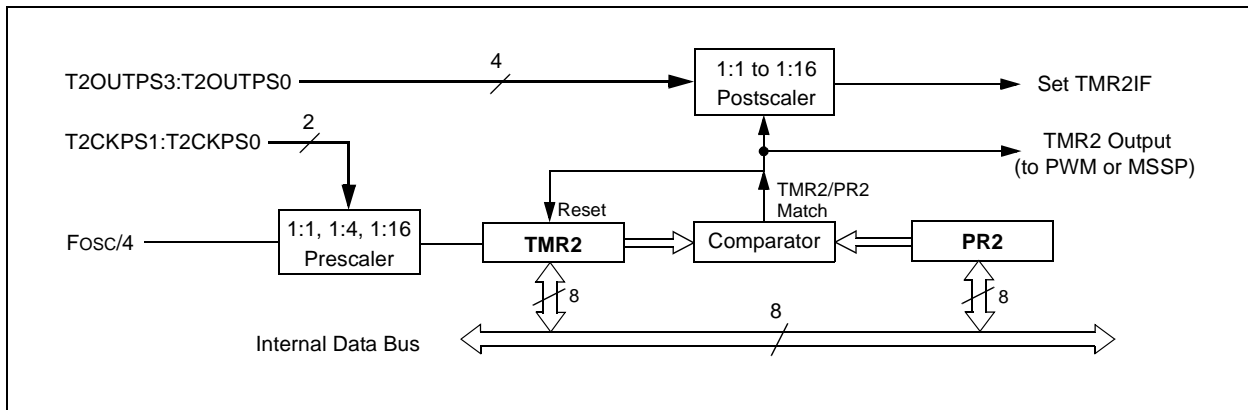 4
T2OUTPS3:T2OUTPS0
1:1 to 1:16
Postscaler
Set TMR2IF
2
T2CKPS1:T2CKPS0
TMR2 Output
(to PWM or MSSP)
TMR2/PR2
Match
Reset
1:1, 1:4, 1:16
Prescaler
FOSC/4
TMR2
Comparator
PR2
8
8
8
Internal Data Bus